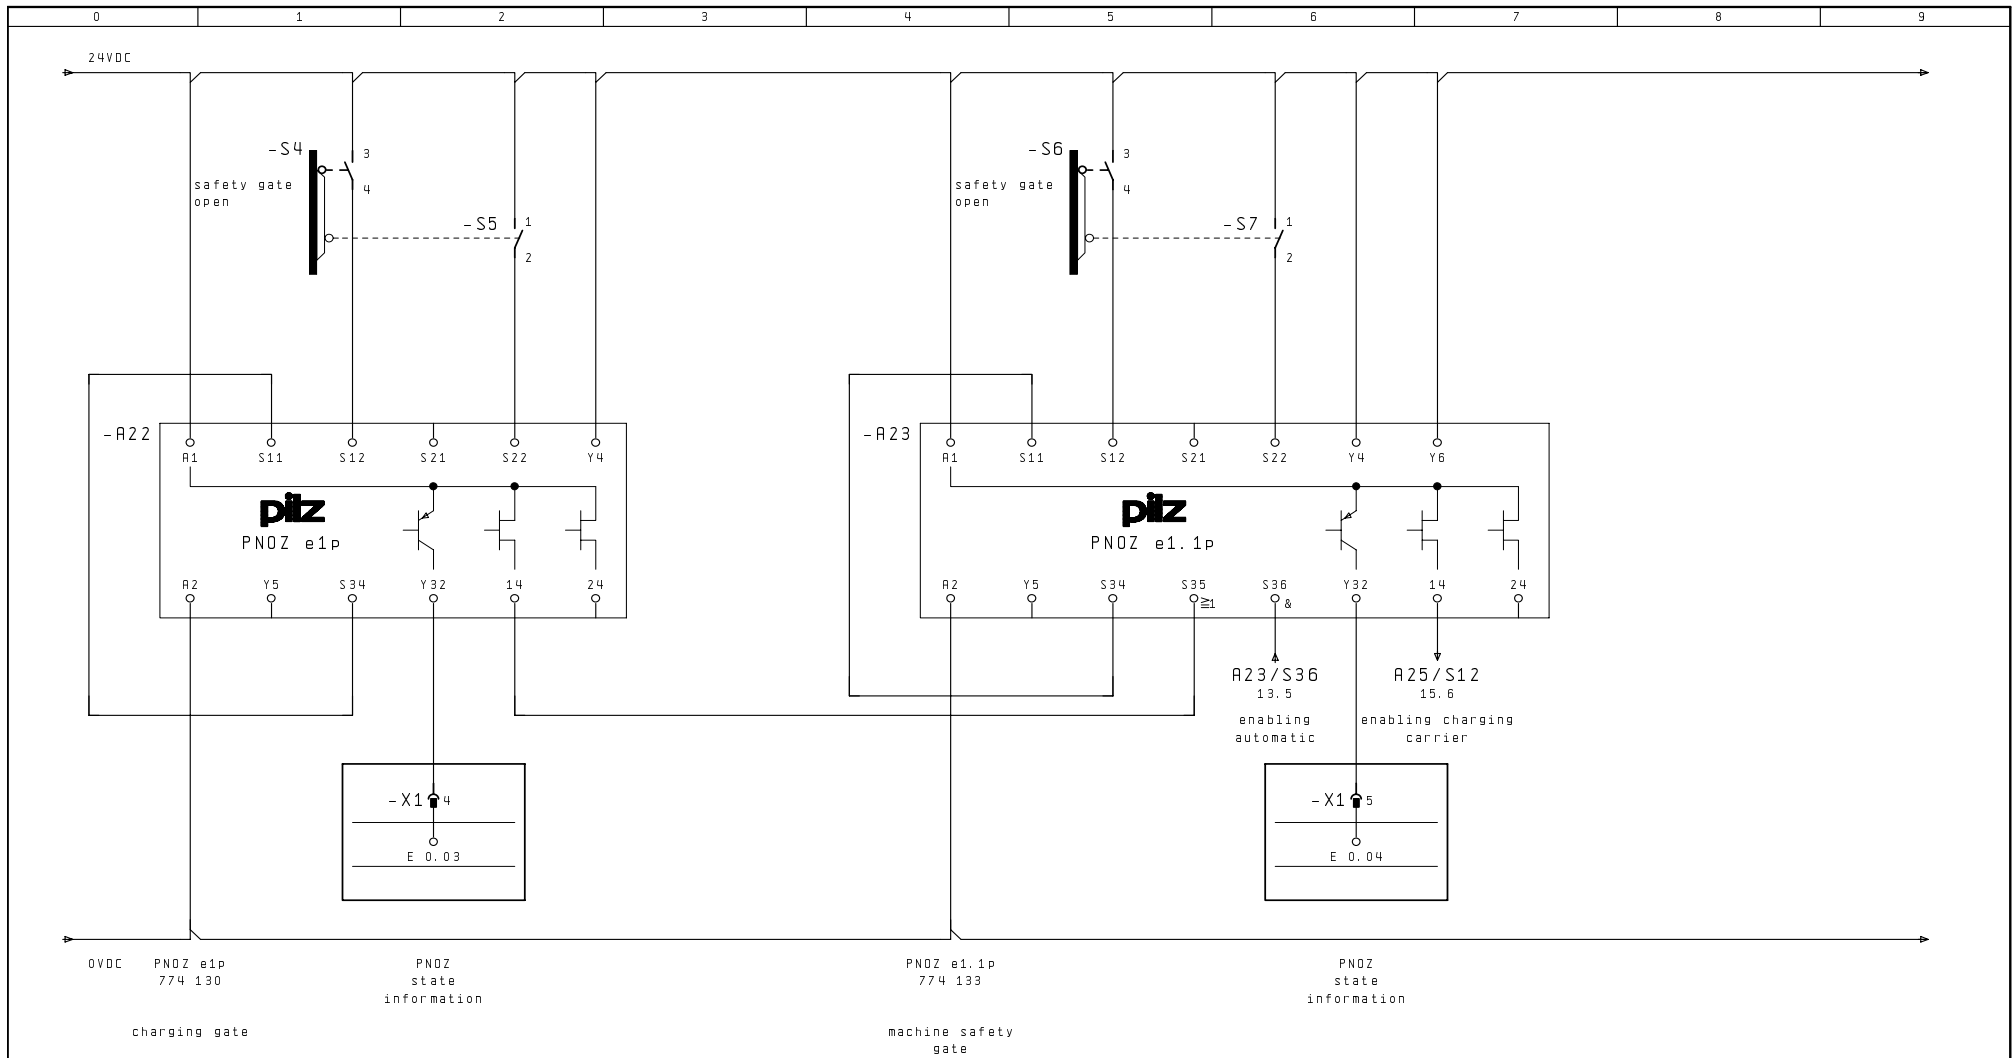 0 1 2 3 4 5 6 7 8 9
24VDC
-S4 3
4
safety gate
open
-S5 1
2
-S6 3
4
safety gate
open
-S7 1
2
-A22
A1 S11 S12 S21 S22 Y4
pilz
PNOZ e1p
A2 Y5 S34 Y32 14 24
-A23
A1 S11 S12 S21 S22 Y4 Y6
pilz
PNOZ e1.1p
A2 Y5 S34 S35 S36 Y32 14 24
≧1 &
A23/S36
13.5
enabling
automatic
A25/S12
15.6
enabling charging
carrier
-X1 4
E 0.03
-X1 5
E 0.04
0VDC
PNOZ e1p
774 130
charging gate
PNOZ
state
information
PNOZ e1.1p
774 133
machine safety
gate
PNOZ
state
information